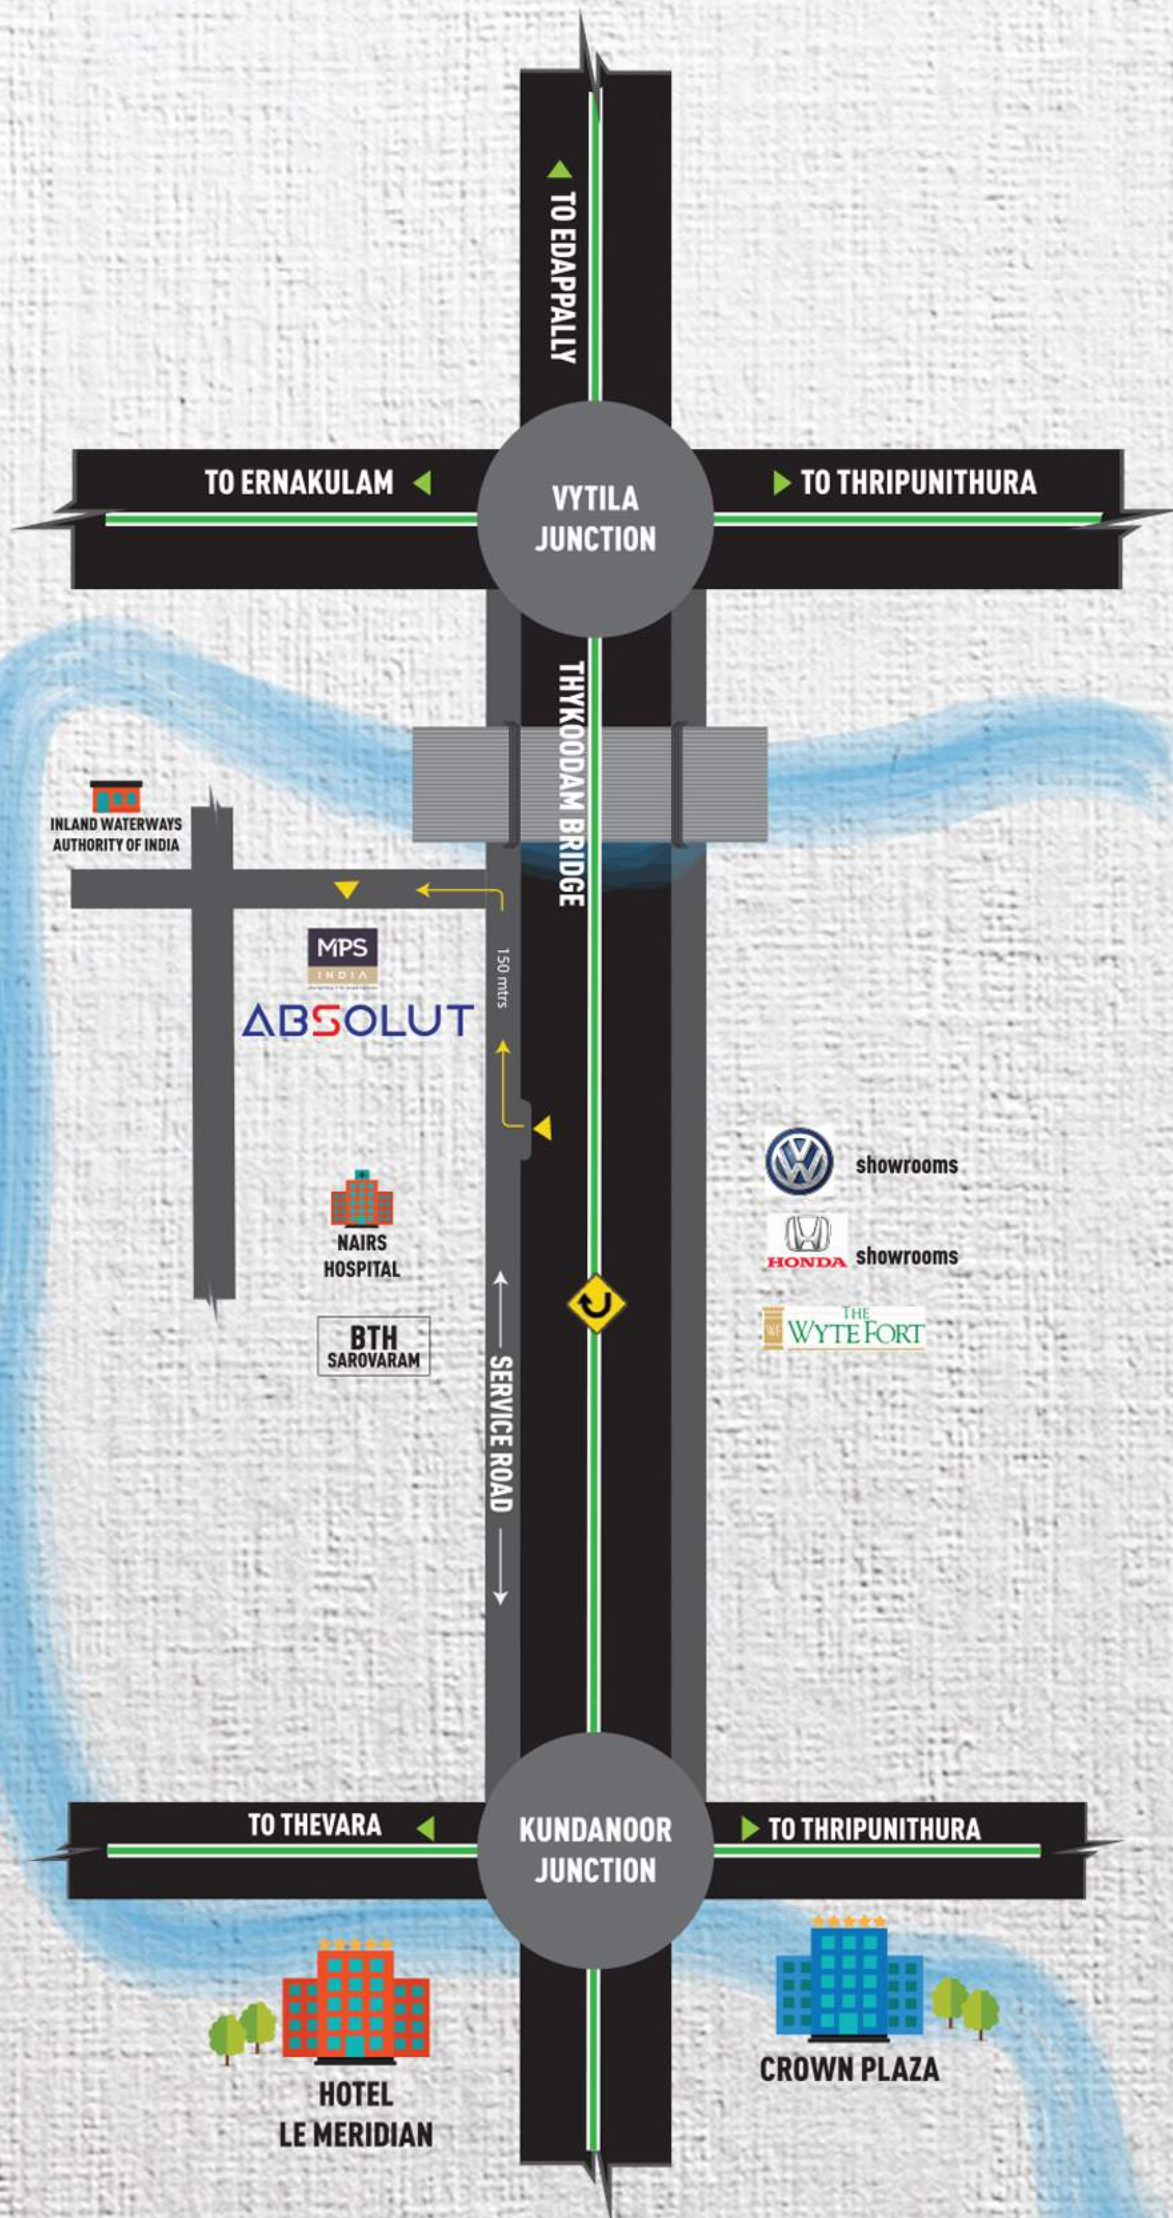 TO EDAPPALLY
TO ERNAKULAM
VYTILA
JUNCTION
TO THRIPUNITHURA
THYKOODAM BRIDGE
INLAND WATERWAYS
AUTHORITY OF INDIA
MPS
INDIA
ABSOLUT
150 mtrs
showrooms
NAIRS
HOSPITAL
HONDA showrooms
THE
WYTE FORT
BTH
SAROVARAM
SERVICE ROAD
TO THEVARA
KUNDANOOR
JUNCTION
TO THRIPUNITHURA
HOTEL
LE MERIDIAN
CROWN PLAZA